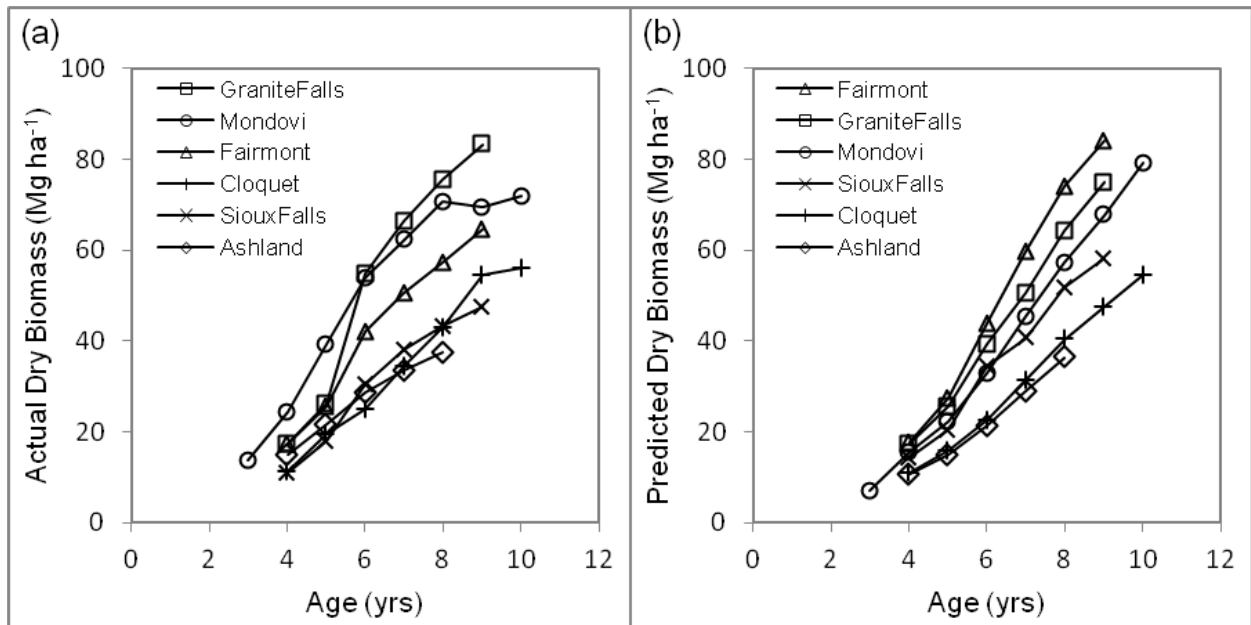 (a)
Actual Dry Biomass (Mg ha⁻¹)
100
80
60
40
20
0
GraniteFalls
Mondovi
Fairmont
Cloquet
SiouxFalls
Ashland
0 2 4 6 8 10 12
Age (yrs)
(b)
Predicted Dry Biomass (Mg ha⁻¹)
100
80
60
40
20
0
Fairmont
GraniteFalls
Mondovi
SiouxFalls
Cloquet
Ashland
0 2 4 6 8 10 12
Age (yrs)